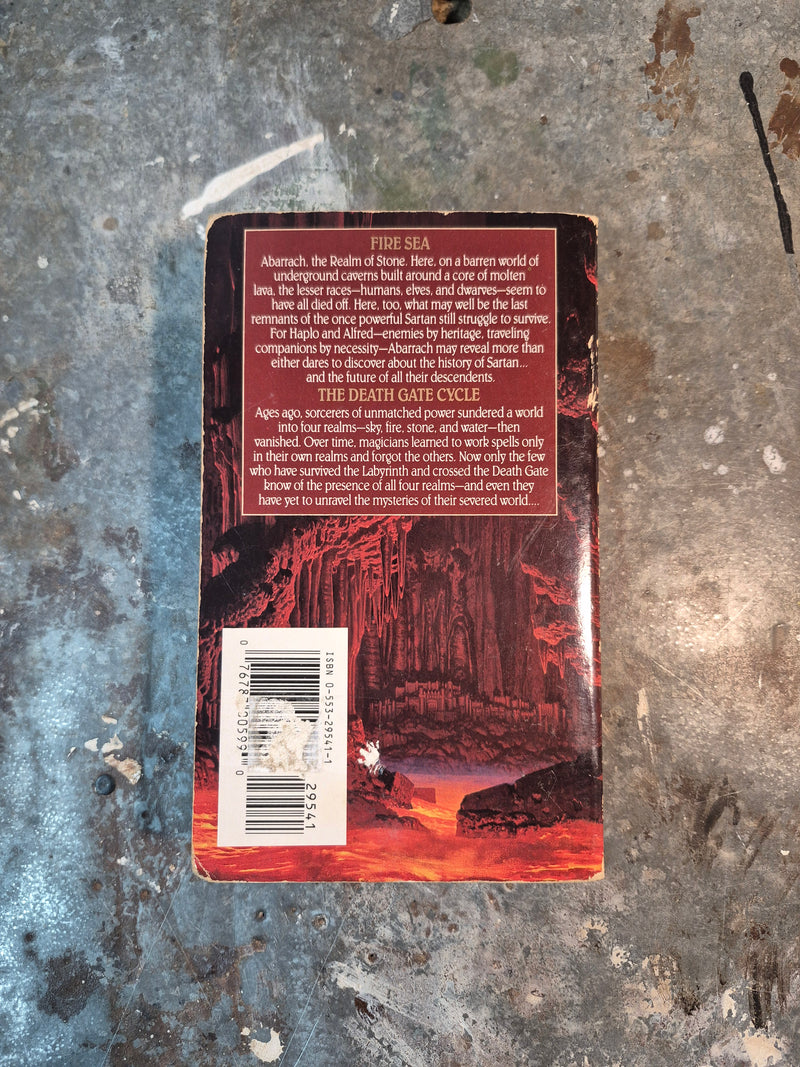 FIRE SEA
Abarrach, the Realm of Stone. Here, on a barren world of
underground caverns built around a core of molten
lava, the lesser races—humans, elves, and dwarves—seem to
have all died off. Here, too, what may well be the last
remnants of the once powerful Sartan still struggle to survive.
For Haplo and Alfred—enemies by heritage, traveling
companions by necessity—Abarrach may reveal more than
either dares to discover about the history of Sartan...
and the future of all their descendents.
THE DEATH GATE CYCLE
Ages ago, sorcerers of unmatched power sundered a world
into four realms—sky, fire, stone, and water—then
vanished. Over time, magicians learned to work spells only
in their own realms and forgot the others. Now only the few
who have survived the Labyrinth and crossed the Death Gate
know of the presence of all four realms—and even they
have yet to unravel the mysteries of their severed world....
ISBN 0-553-29541-1
29541